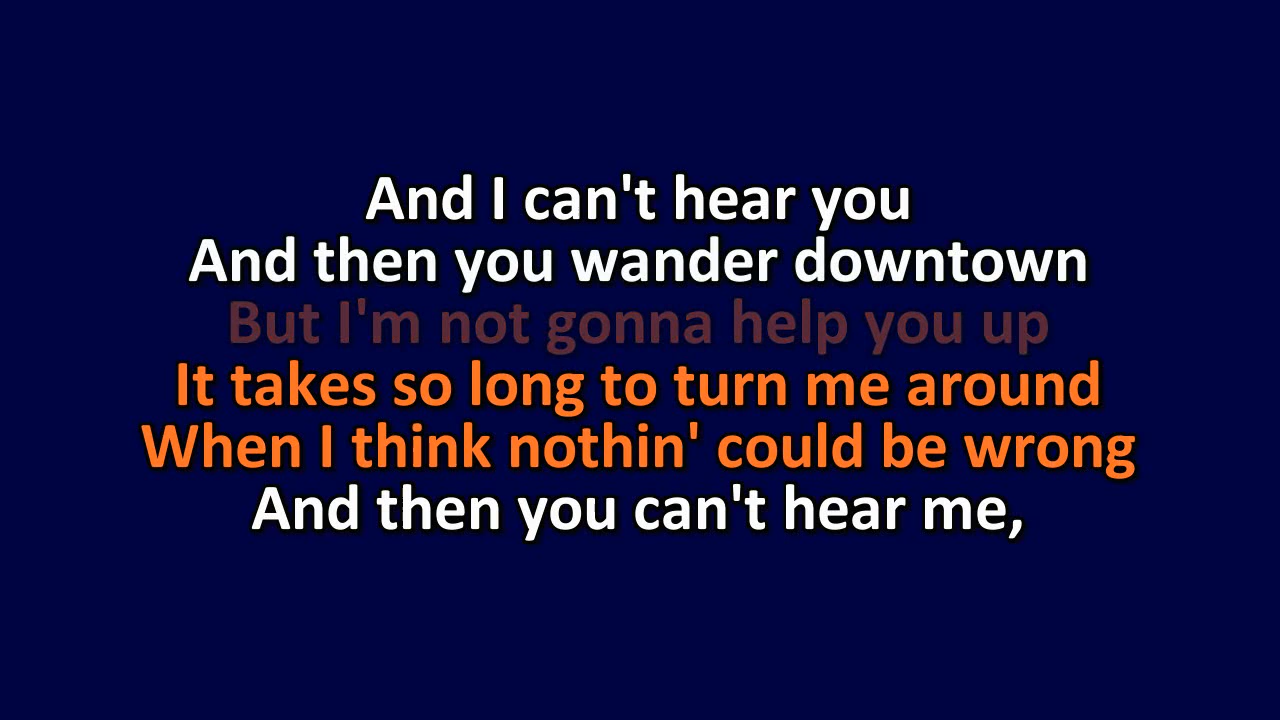 And I can't hear you
And then you wander downtown
But I'm not gonna help you up
It takes so long to turn me around
When I think nothin' could be wrong
And then you can't hear me,